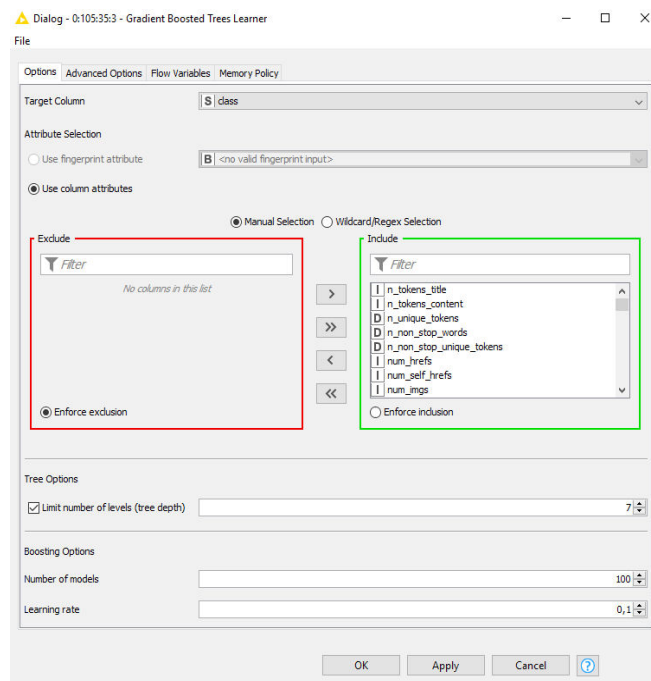 Dialog - 0:105:35:3 - Gradient Boosted Trees Learner
File
Options Advanced Options Flow Variables Memory Policy
Target Column S class
Attribute Selection
Use fingerprint attribute B <no valid fingerprint input>
Use column attributes
Manual Selection Wildcard/Regex Selection
Exclude Include
Filter Filter
No columns in this list
I n_tokens_title
I n_tokens_content
D n_unique_tokens
D n_non_stop_words
D n_non_stop_unique_tokens
I num_hrefs
I num_self_hrefs
I num_imgs
> 
>>
<
<<
Enforce exclusion Enforce inclusion
Tree Options
Limit number of levels (tree depth) 7
Boosting Options
Number of models 100
Learning rate 0,1
OK Apply Cancel ?